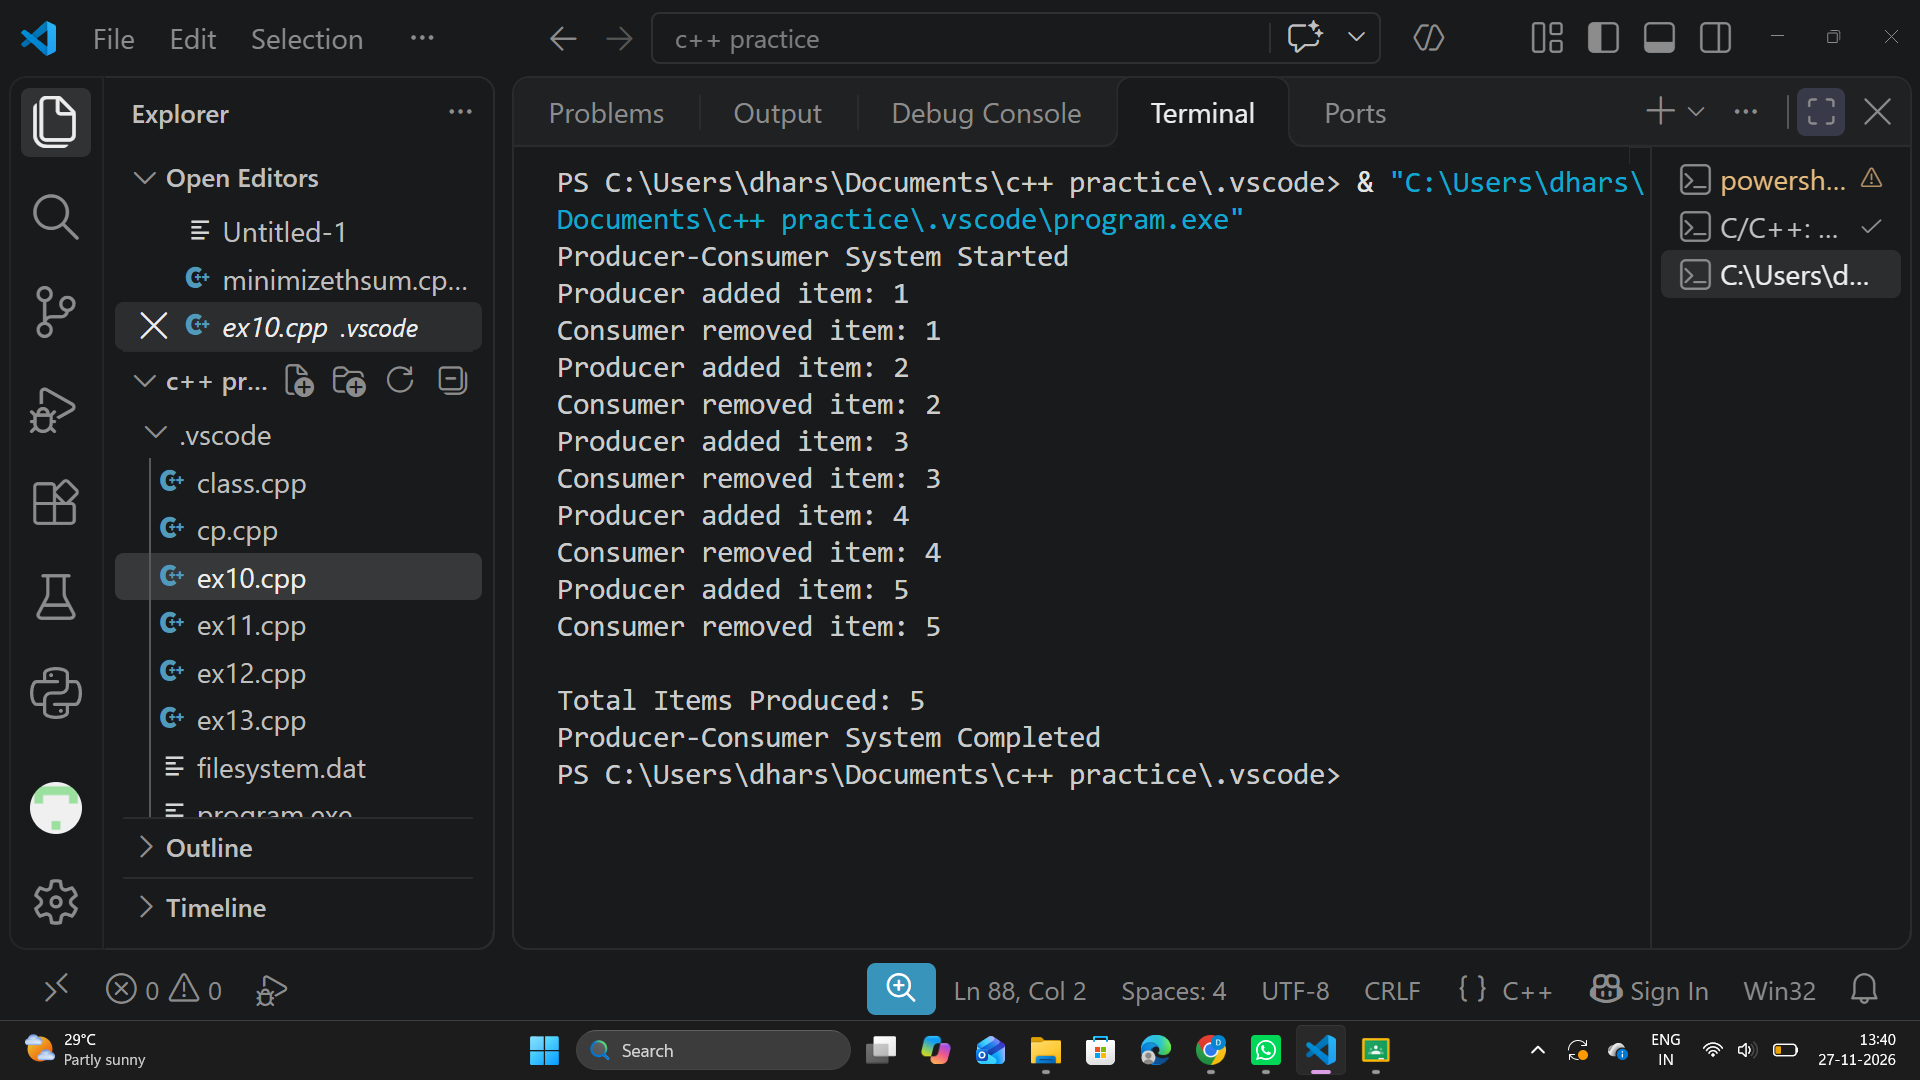 File Edit Selection ···
c++ practice
Explorer
Open Editors
Untitled-1
minimizethsum.cp...
ex10.cpp .vscode
c++ pr...
.vscode
class.cpp
cp.cpp
ex10.cpp
ex11.cpp
ex12.cpp
ex13.cpp
filesystem.dat
program.exe
Outline
Timeline
Problems Output Debug Console Terminal Ports
PS C:\Users\dhars\Documents\c++ practice\.vscode> & "C:\Users\dhars\
Documents\c++ practice\.vscode\program.exe"
Producer-Consumer System Started
Producer added item: 1
Consumer removed item: 1
Producer added item: 2
Consumer removed item: 2
Producer added item: 3
Consumer removed item: 3
Producer added item: 4
Consumer removed item: 4
Producer added item: 5
Consumer removed item: 5
Total Items Produced: 5
Producer-Consumer System Completed
PS C:\Users\dhars\Documents\c++ practice\.vscode>
powersh...
C/C++: ...
C:\Users\d...
0 0
Ln 88, Col 2 Spaces: 4 UTF-8 CRLF { } C++ Sign In Win32
29°C
Partly sunny
Search
ENG
IN
13:40
27-11-2026